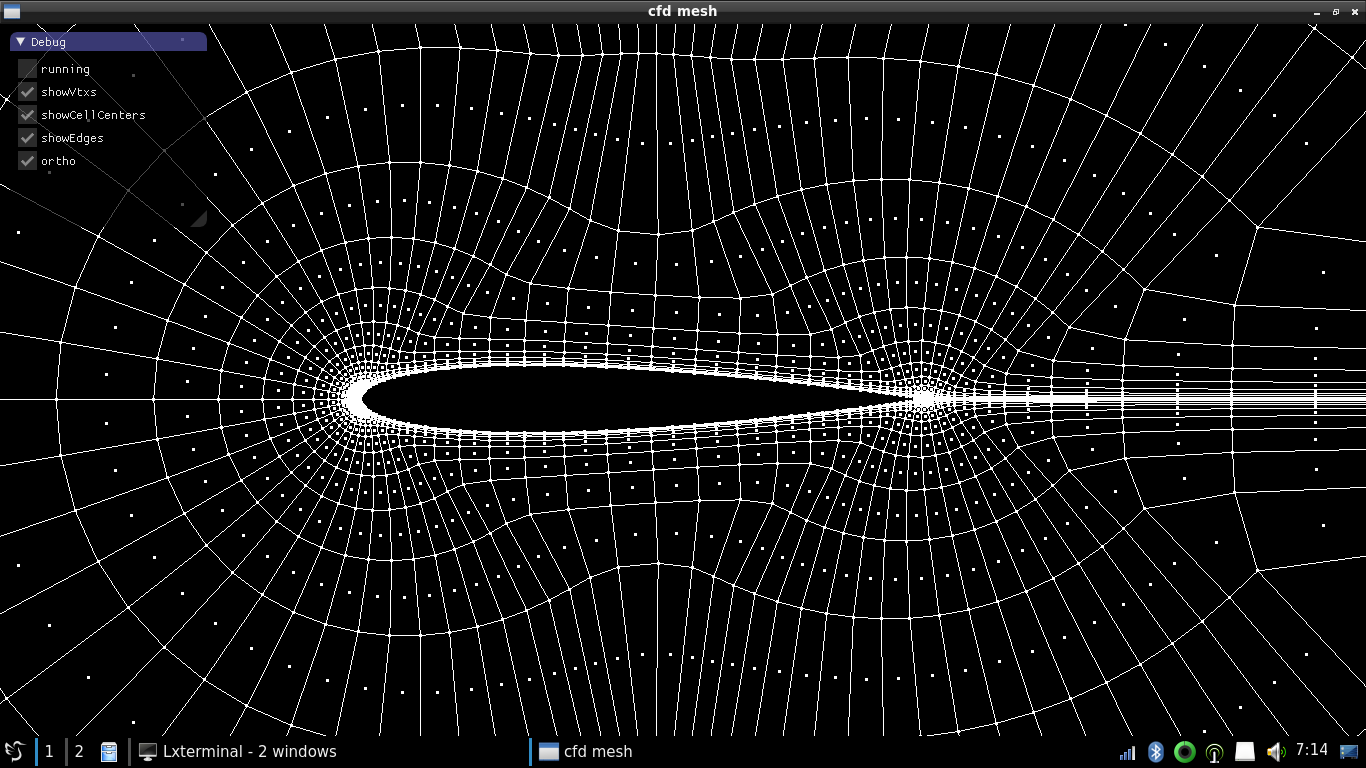 cfd mesh
Debug
running
showVtxs
showCellCenters
showEdges
ortho
1
2
Lxterminal - 2 windows
cfd mesh
7:14